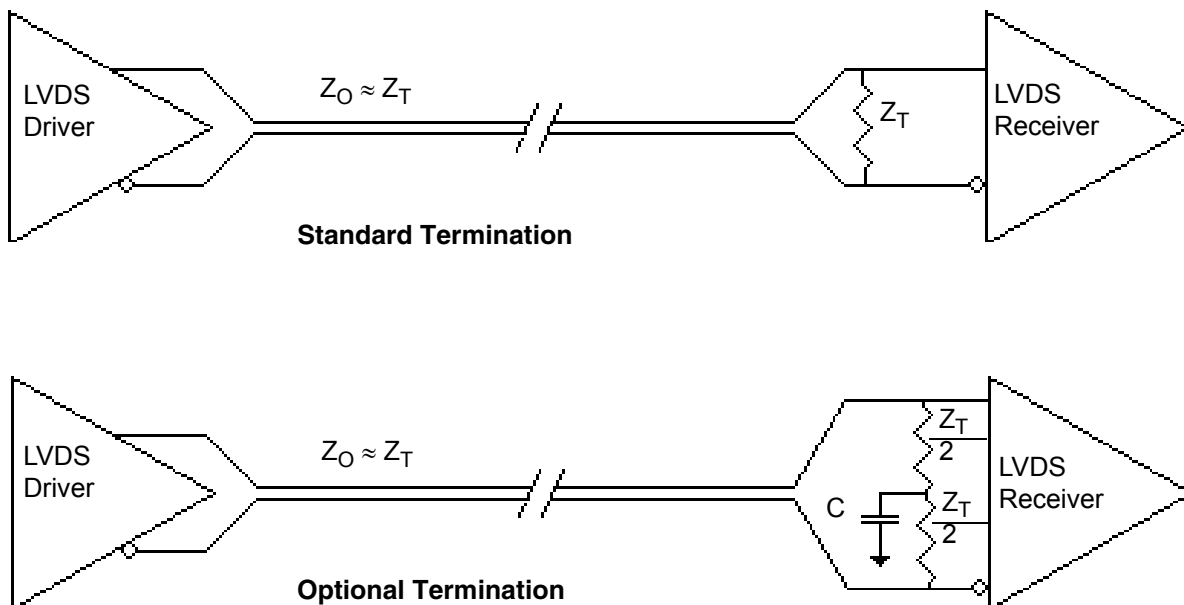 LVDS
Driver
Z_O ≈ Z_T
Z_T
LVDS
Receiver
Standard Termination
LVDS
Driver
Z_O ≈ Z_T
Z_T
2
C
Z_T
2
LVDS
Receiver
Optional Termination